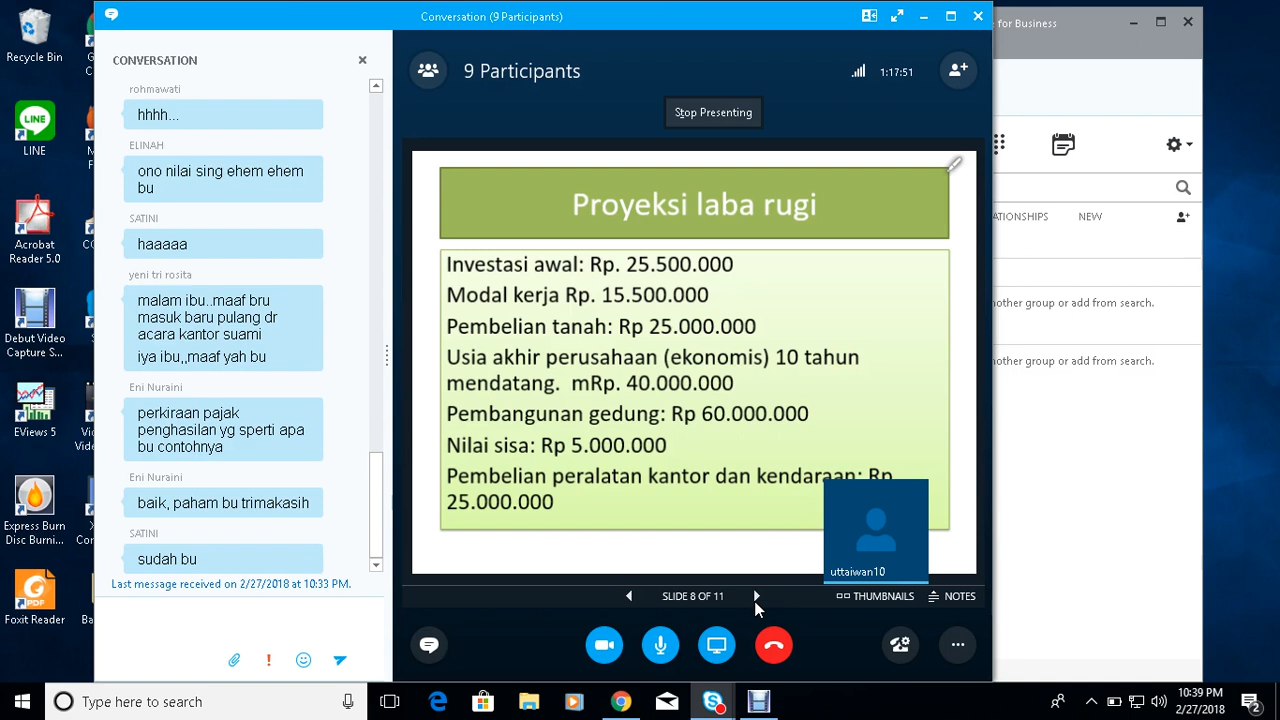 Recycle Bin
LINE
Acrobat
Reader 5.0
Debut Video
Capture S...
EViews 5
Express Burn
Disc Burni...
Foxit Reader
Conversation (9 Participants)
CONVERSATION
rohmawati
hhhh...
ELINAH
ono nilai sing ehem ehem
bu
SATINI
haaaaa
yeni tri rosita
malam ibu..maaf bru
masuk baru pulang dr
acara kantor suami
iya ibu,,maaf yah bu
Eni Nuraini
perkiraan pajak
penghasilan yg sperti apa
bu contohnya
Eni Nuraini
baik, paham bu trimakasih
SATINI
sudah bu
Last message received on 2/27/2018 at 10:33 PM.
9 Participants
1:17:51
Stop Presenting
Proyeksi laba rugi
Investasi awal: Rp. 25.500.000
Modal kerja Rp. 15.500.000
Pembelian tanah: Rp 25.000.000
Usia akhir perusahaan (ekonomis) 10 tahun
mendatang. mRp. 40.000.000
Pembangunan gedung: Rp 60.000.000
Nilai sisa: Rp 5.000.000
Pembelian peralatan kantor dan kendaraan: Rp
25.000.000
uttaiwan10
SLIDE 8 OF 11
THUMBNAILS
NOTES
e for Business
ATIONSHIPS
NEW
nother group or add from search.
nother group or add from search.
Type here to search
10:39 PM
2/27/2018
2